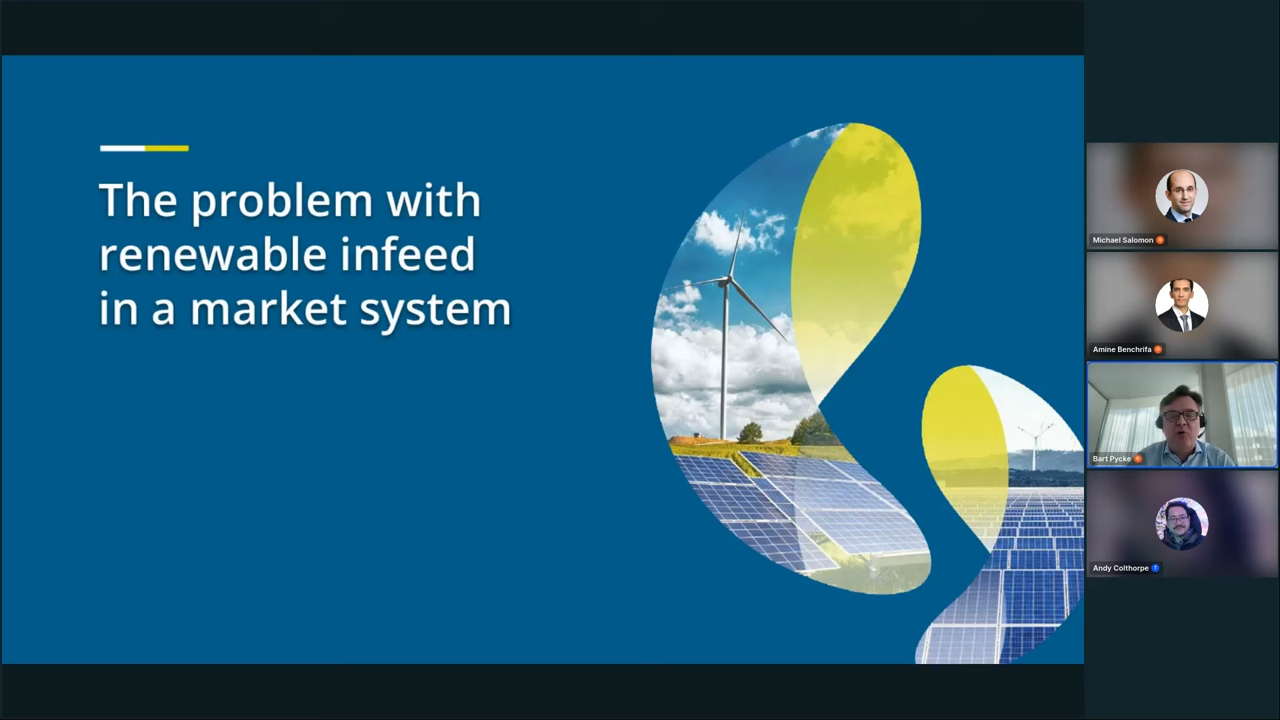 The problem with
renewable infeed
in a market system
Michael Salomon
Amine Benchrifa
Bart Pycke
Andy Colthorpe